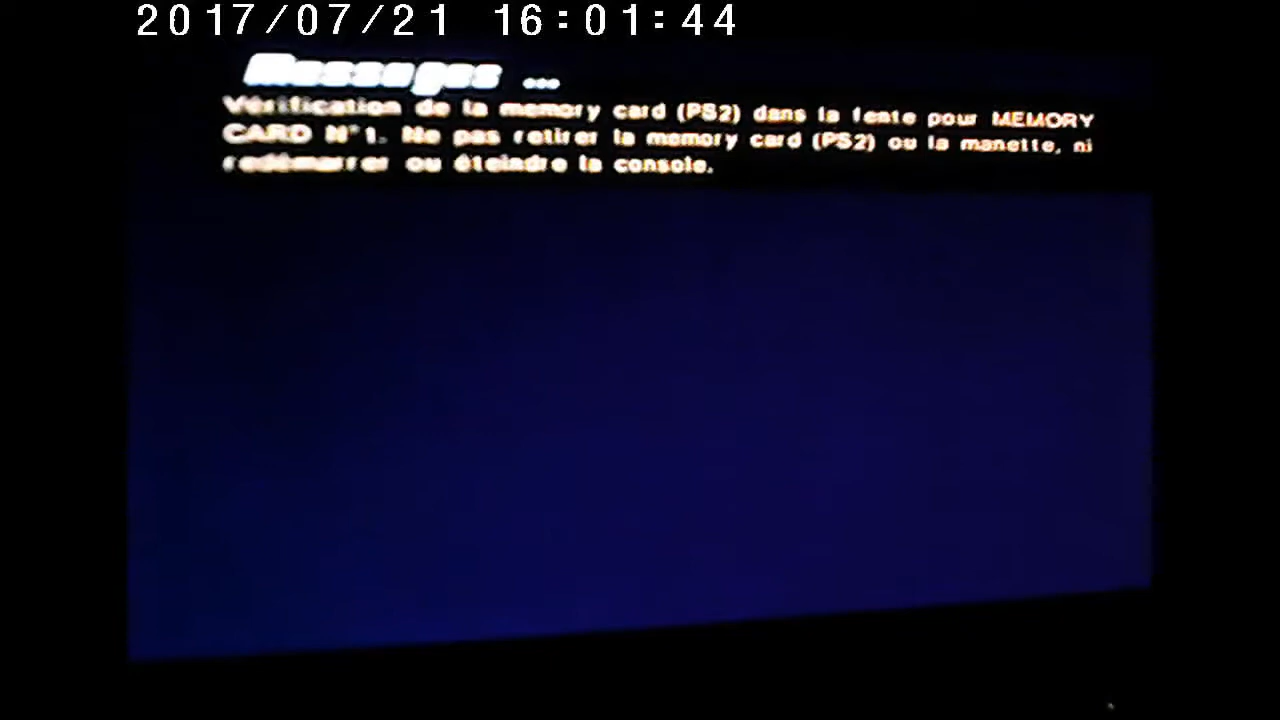 2017/07/21 16:01:44
Messages ...
Vérification de la memory card (PS2) dans la fente pour MEMORY
CARD N°1. Ne pas retirer la memory card (PS2) ou la manette, ni
redémarrer ou éteindre la console.